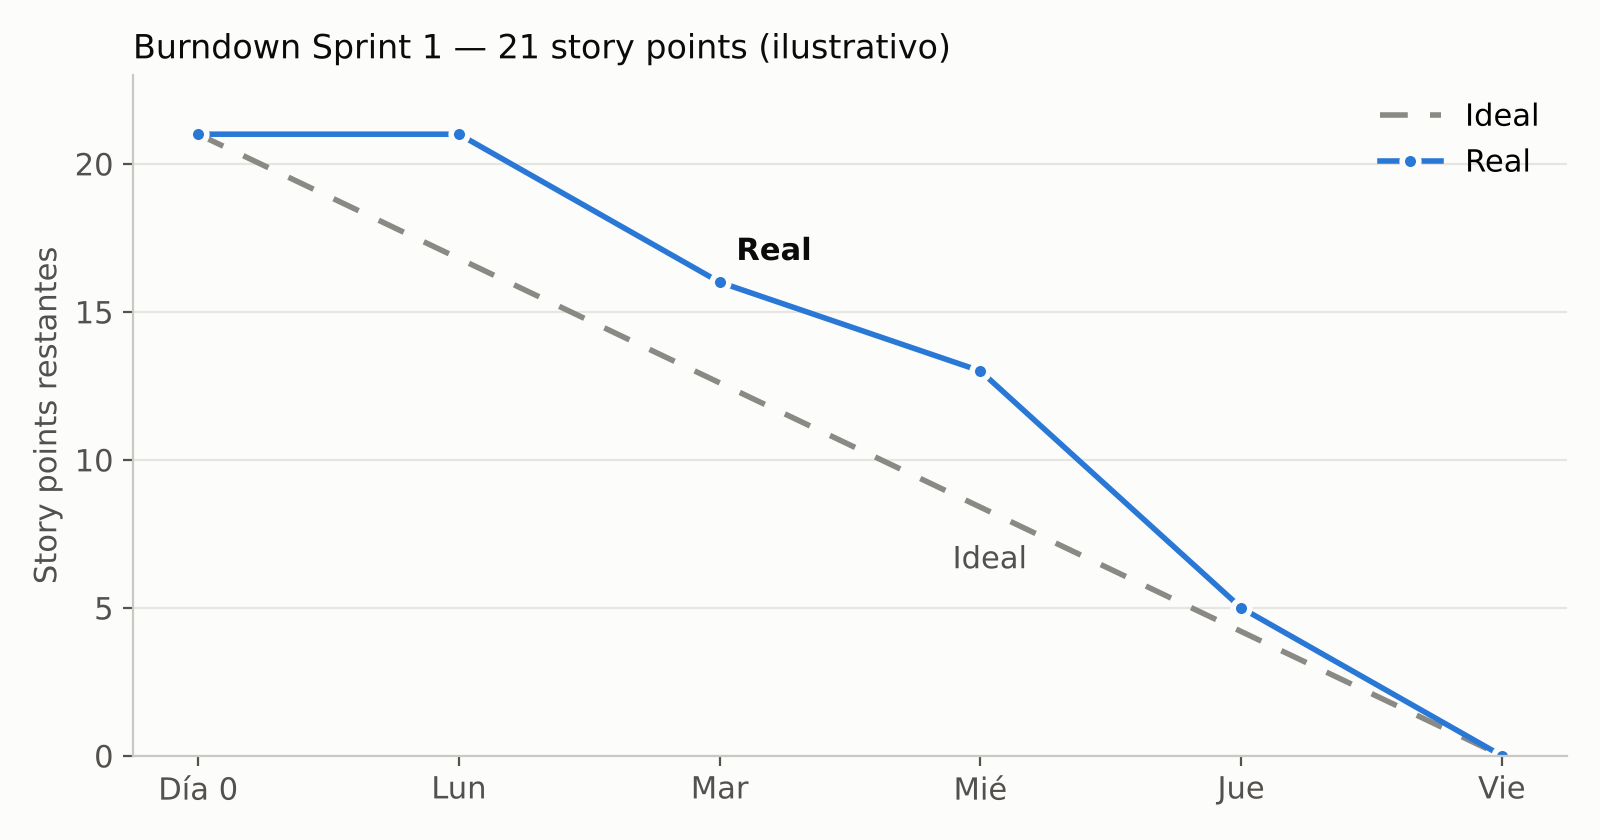 Burndown Sprint 1 — 21 story points (ilustrativo)
Ideal
Real
Real
Ideal
Story points restantes
20
15
10
5
0
Día 0
Lun
Mar
Mié
Jue
Vie